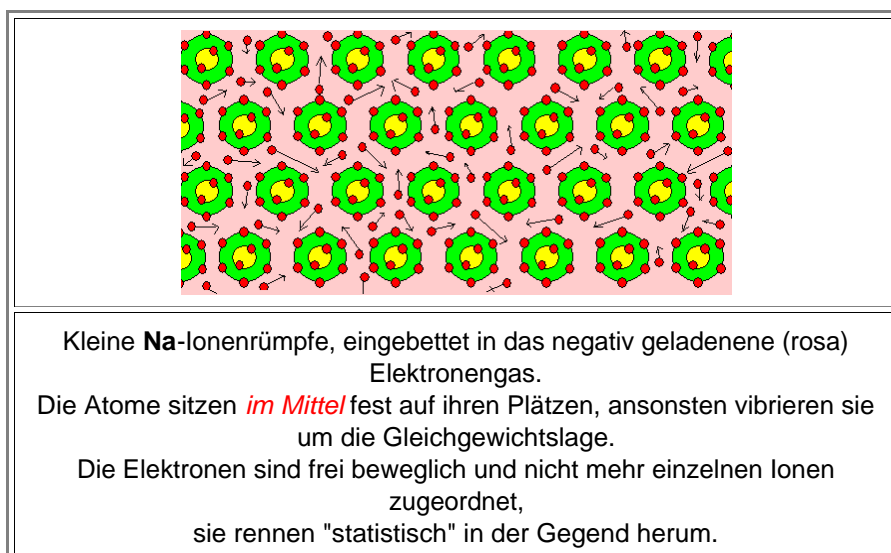 Kleine Na-Ionenrümpfe, eingebettet in das negativ geladenene (rosa)
Elektronengas.
Die Atome sitzen im Mittel fest auf ihren Plätzen, ansonsten vibrieren sie
um die Gleichgewichtslage.
Die Elektronen sind frei beweglich und nicht mehr einzelnen Ionen
zugeordnet,
sie rennen "statistisch" in der Gegend herum.